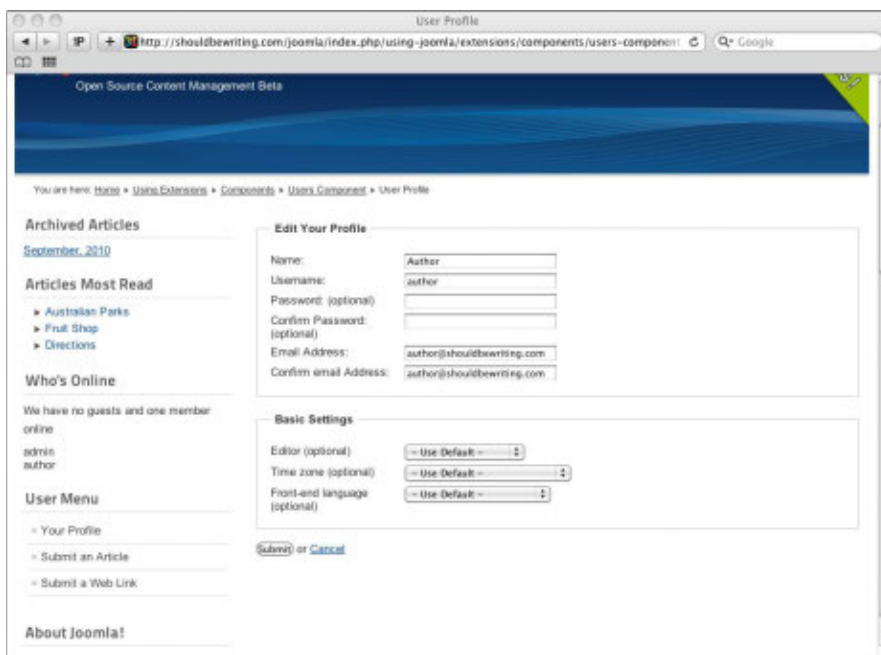 User Profile
http://shouldbewriting.com/joomla/index.php/using-joomla/extensions/components/users-component
Google
Open Source Content Management Beta
You are here: Home Using Extensions Components Users Component User Profile
Archived Articles
September, 2010
Articles Most Read
Australian Parks
Fruit Shop
Directions
Who's Online
We have no guests and one member
online
admin
author
User Menu
Your Profile
Submit an Article
Submit a Web Link
About Joomla!
Edit Your Profile
Name: Author
Username: author
Password: (optional)
Confirm Password:
(optional)
Email Address: author@shouldbewriting.com
Confirm email Address: author@shouldbewriting.com
Basic Settings
Editor (optional) - Use Default -
Time zone (optional) - Use Default -
Front-end language - Use Default -
(optional)
Submit or Cancel